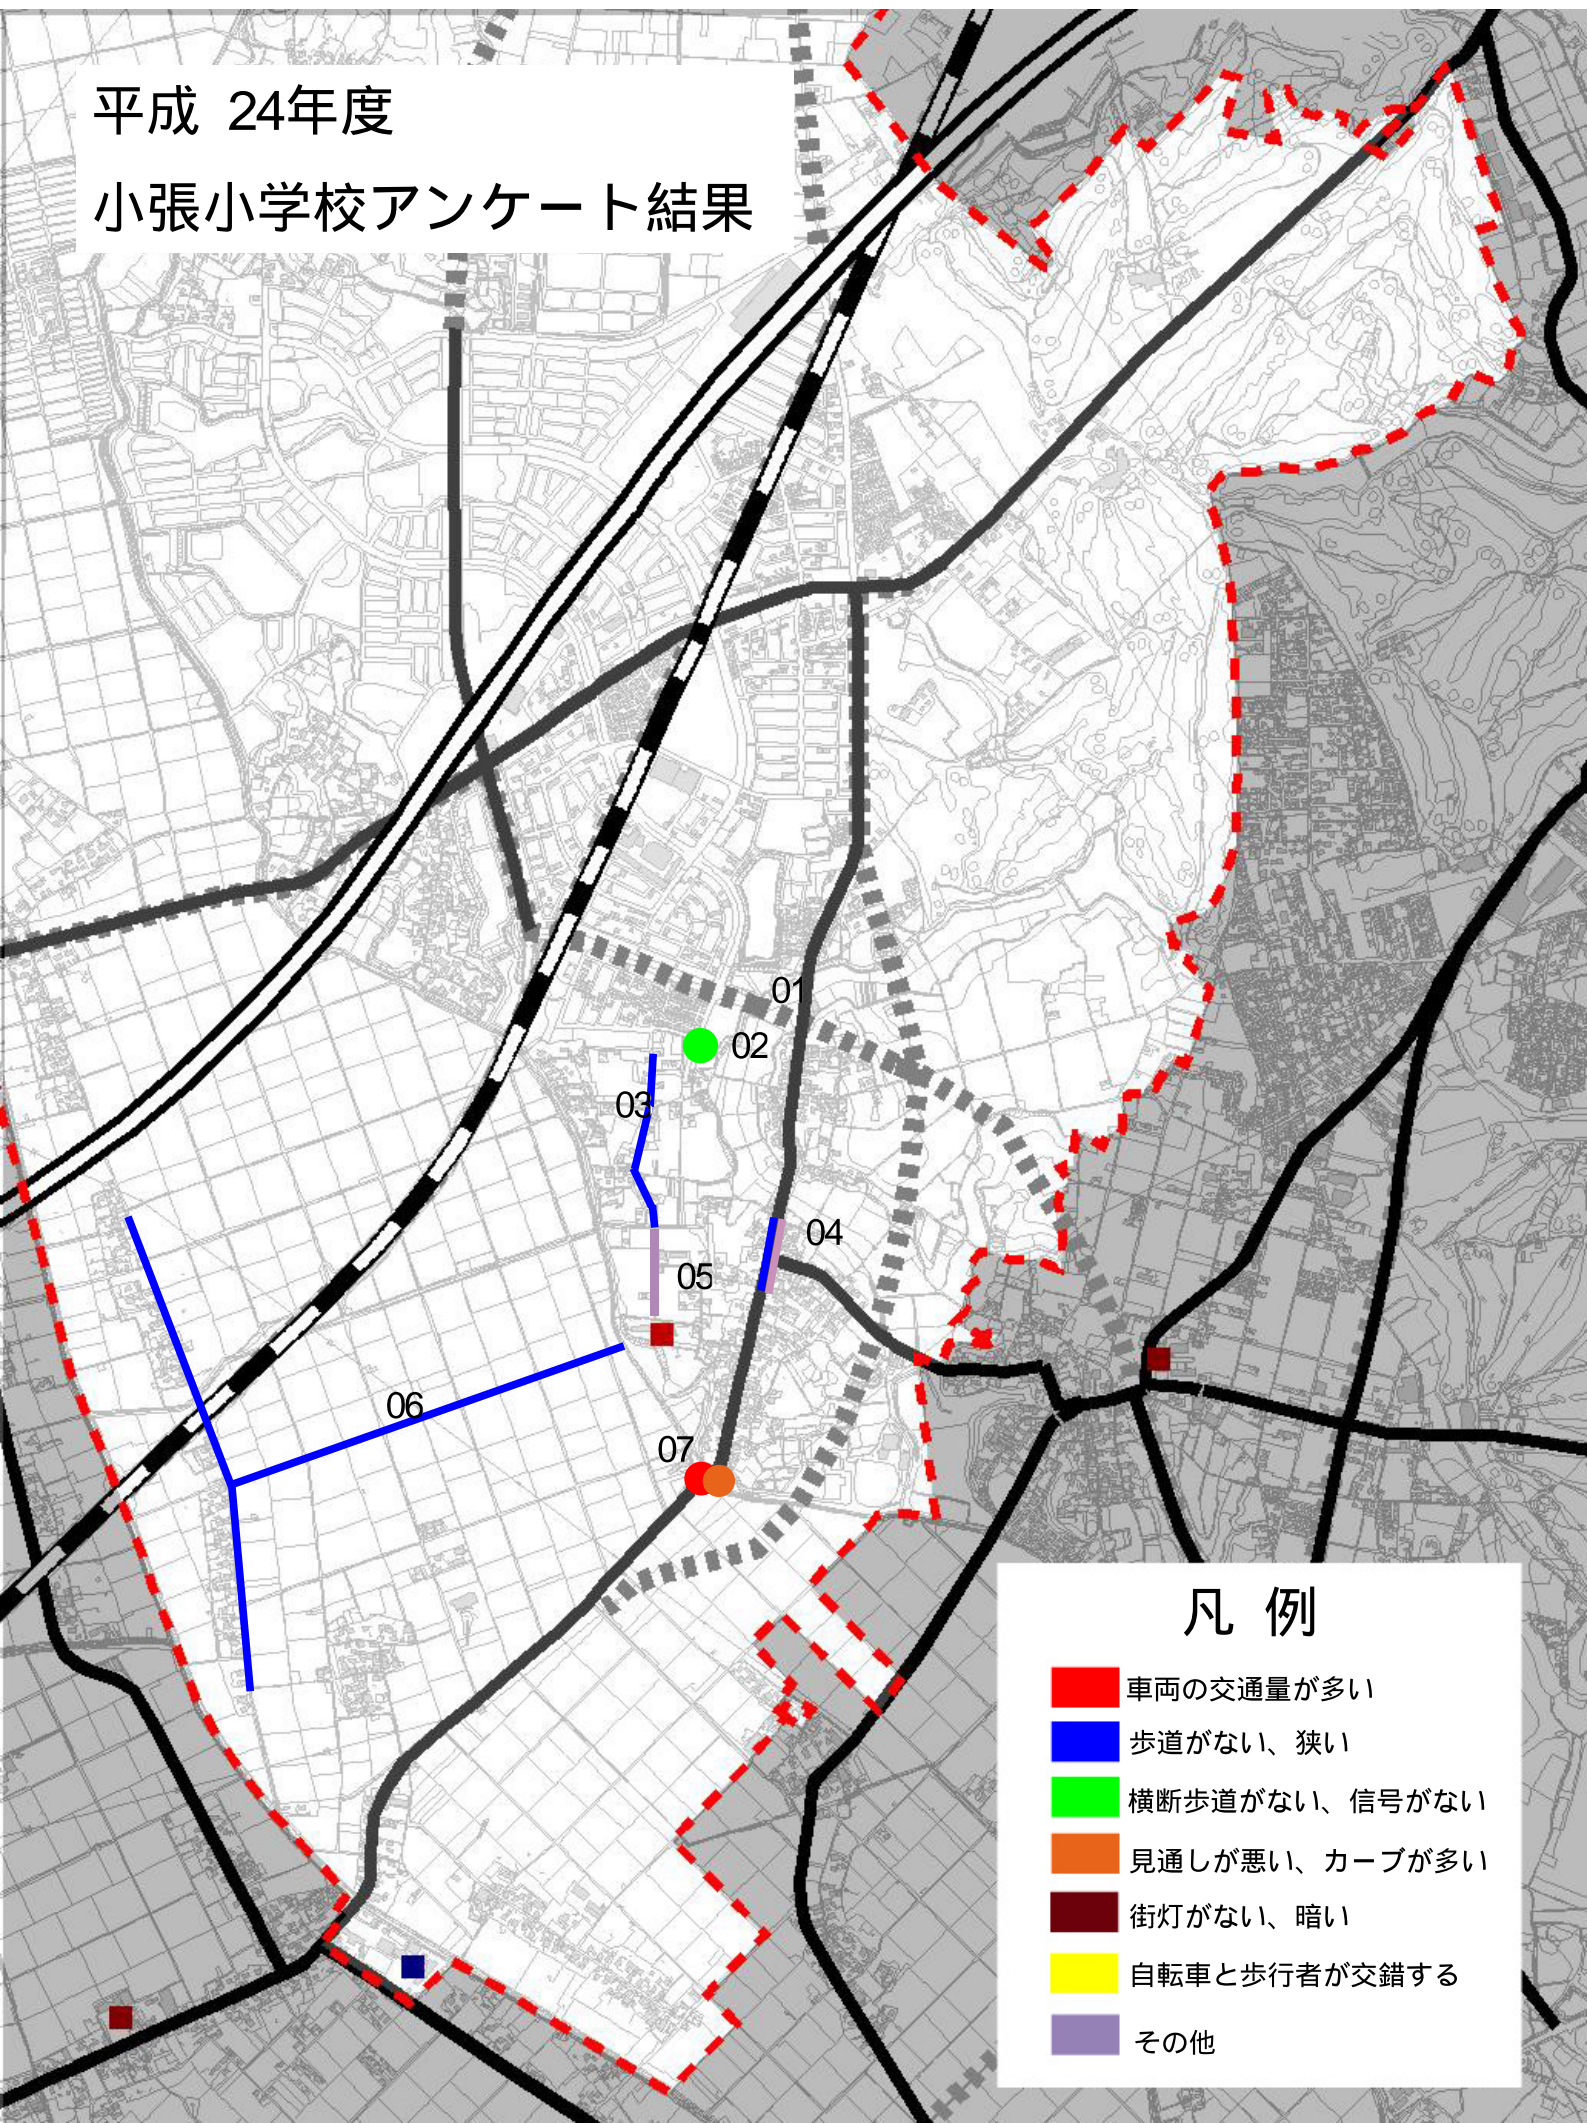 平成 24年度
小張小学校アンケート結果
01
02
03
04
05
06
07
凡 例
車両の交通量が多い
歩道がない、狭い
横断歩道がない、信号がない
見通しが悪い、カーブが多い
街灯がない、暗い
自転車と歩行者が交錯する
その他